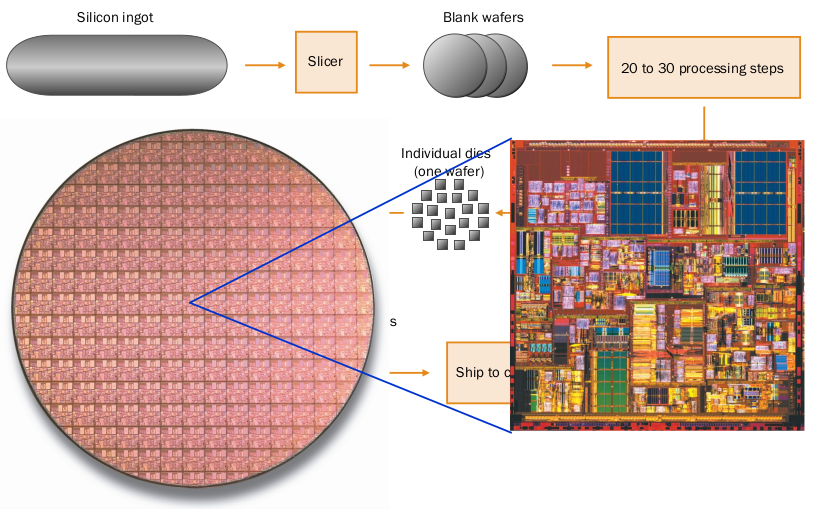 Silicon ingot
Blank wafers
Slicer
20 to 30 processing steps
Individual dies
(one wafer)
s
Ship to c